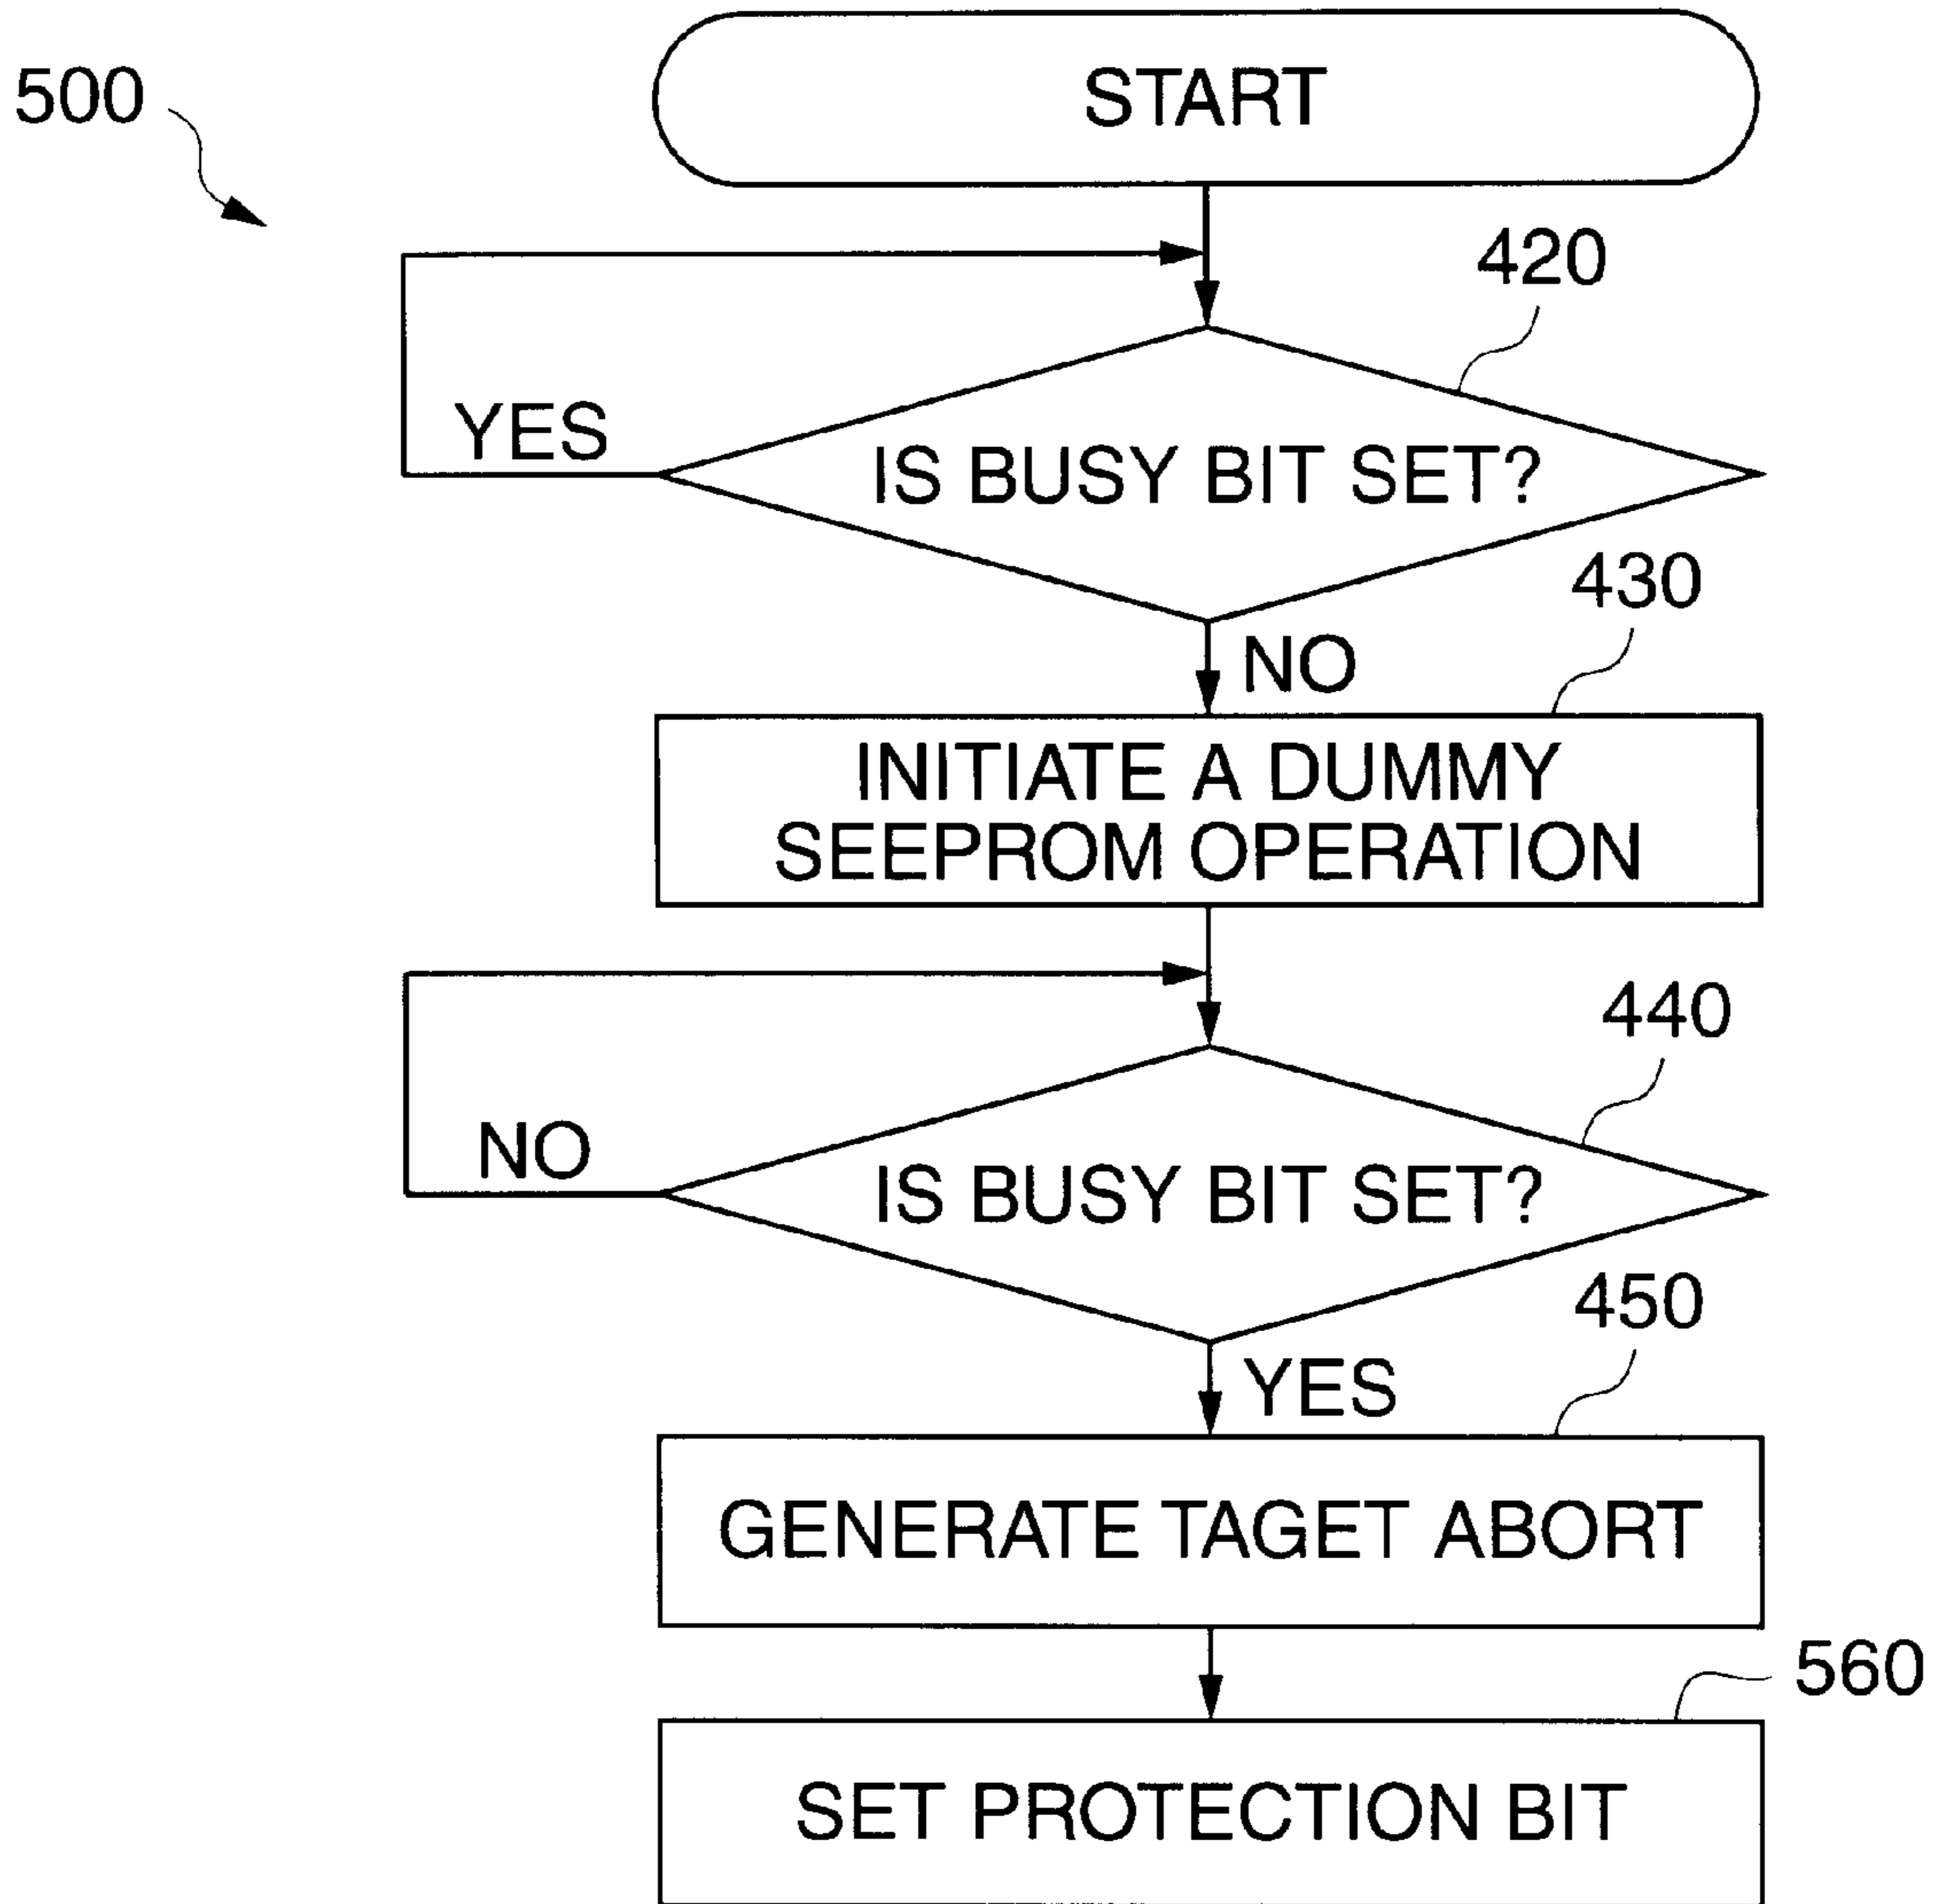 500
START
420
YES
IS BUSY BIT SET?
430
NO
INITIATE A DUMMY
SEEPROM OPERATION
440
NO
IS BUSY BIT SET?
450
YES
GENERATE TAGET ABORT
560
SET PROTECTION BIT